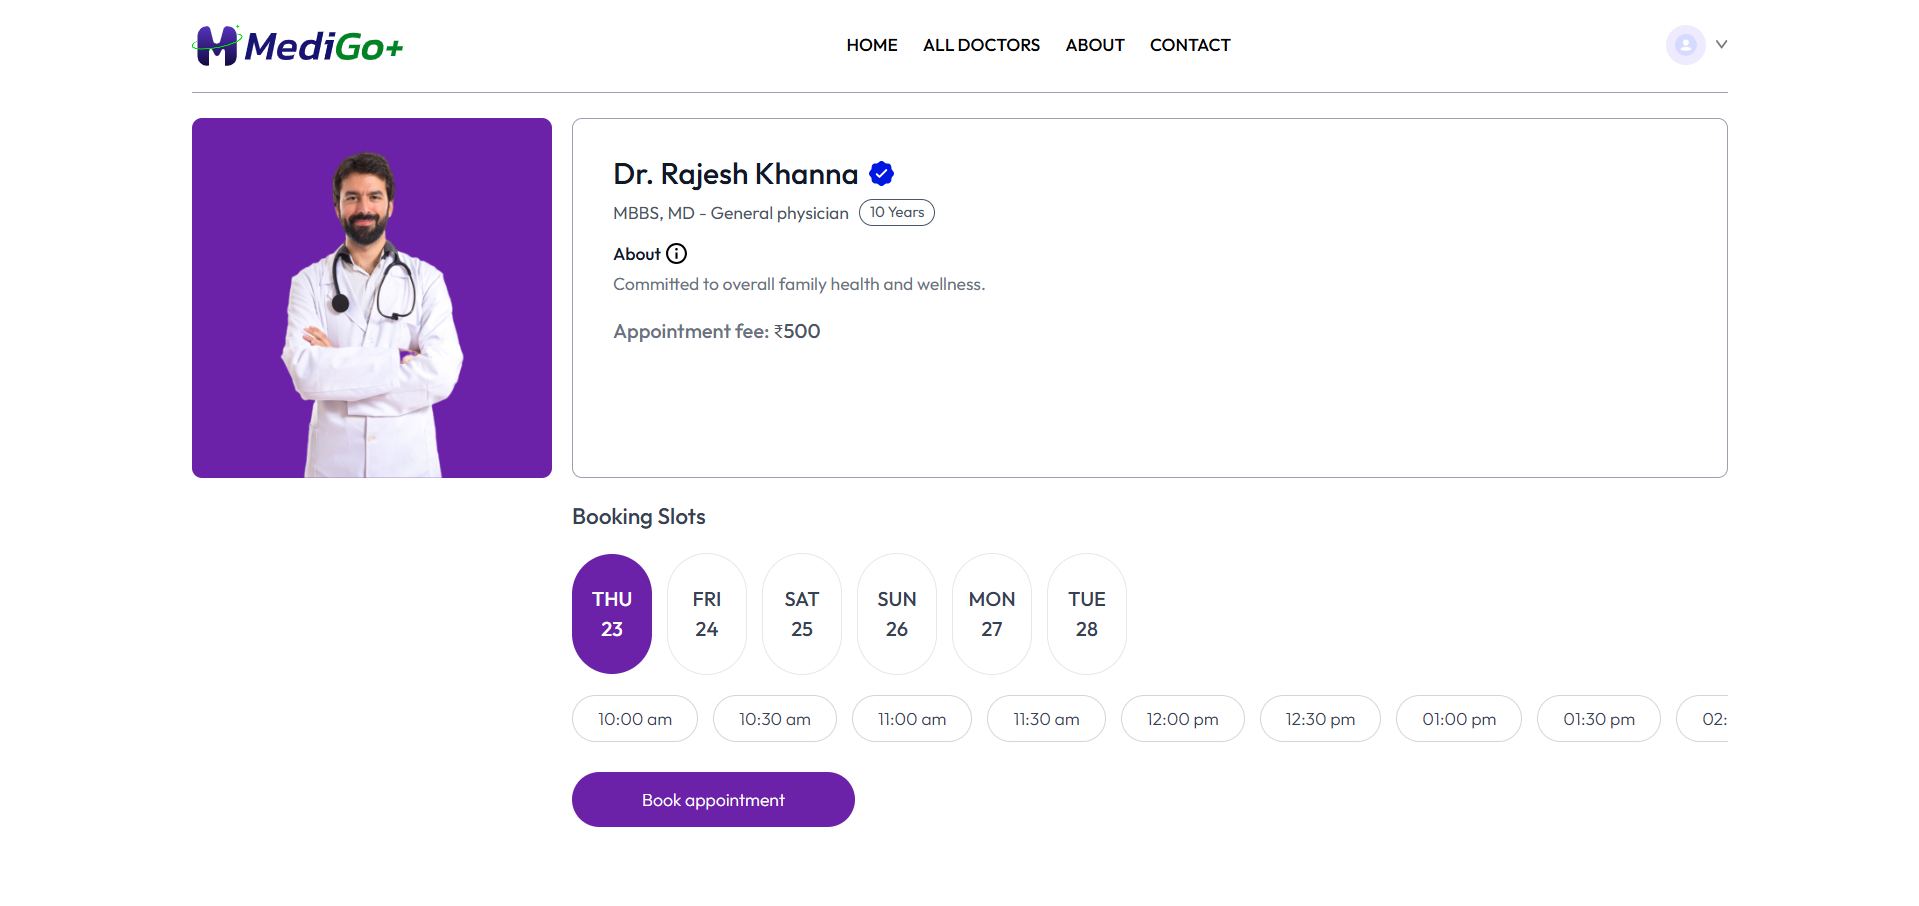 MediGo+
HOME ALL DOCTORS ABOUT CONTACT
Dr. Rajesh Khanna
MBBS, MD - General physician 10 Years
About
Committed to overall family health and wellness.
Appointment fee: ₹500
Booking Slots
THU FRI SAT SUN MON TUE
23 24 25 26 27 28
10:00 am 10:30 am 11:00 am 11:30 am 12:00 pm 12:30 pm 01:00 pm 01:30 pm 02:
Book appointment